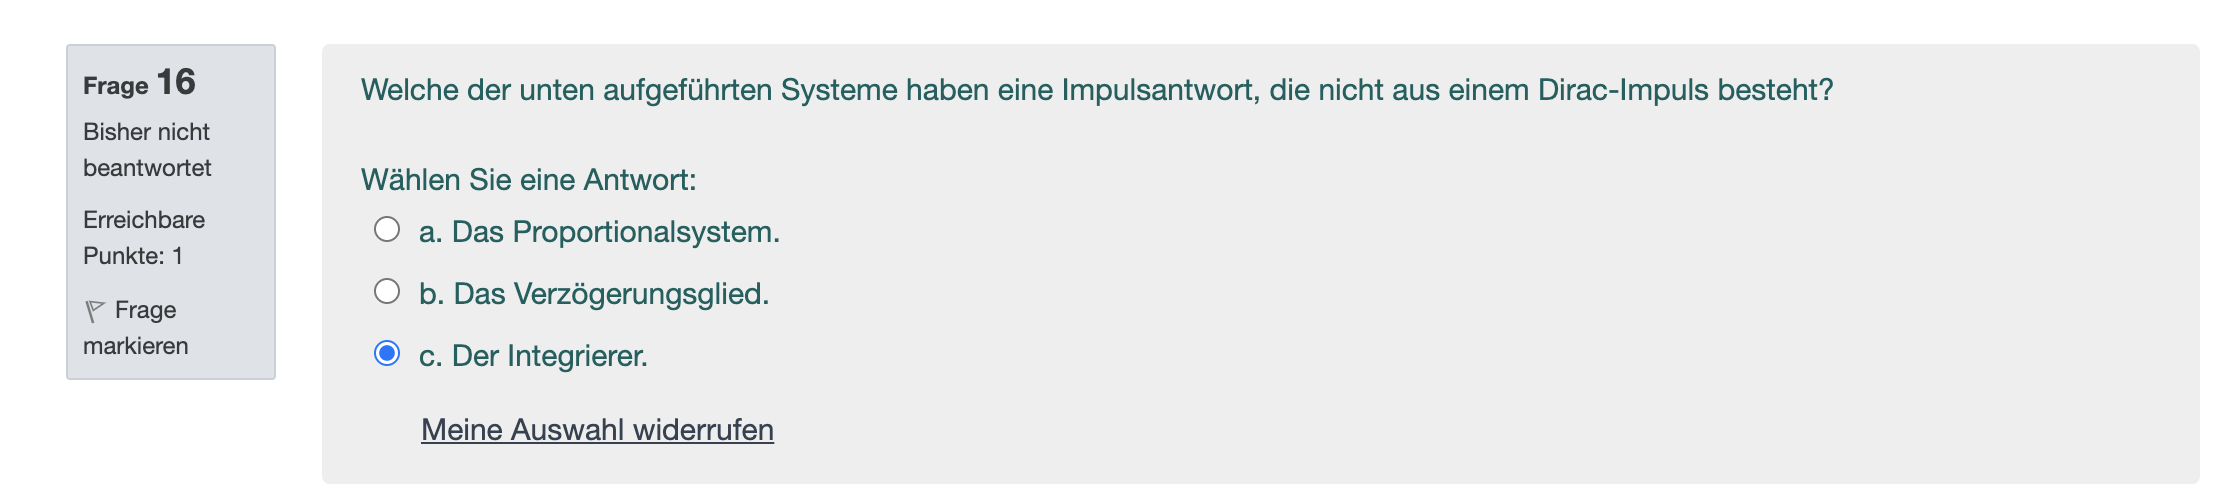 Frage 16
Bisher nicht
beantwortet
Erreichbare
Punkte: 1
Frage
markieren
Welche der unten aufgeführten Systeme haben eine Impulsantwort, die nicht aus einem Dirac-Impuls besteht?
Wählen Sie eine Antwort:
a. Das Proportionalsystem.
b. Das Verzögerungsglied.
c. Der Integrierer.
Meine Auswahl widerrufen